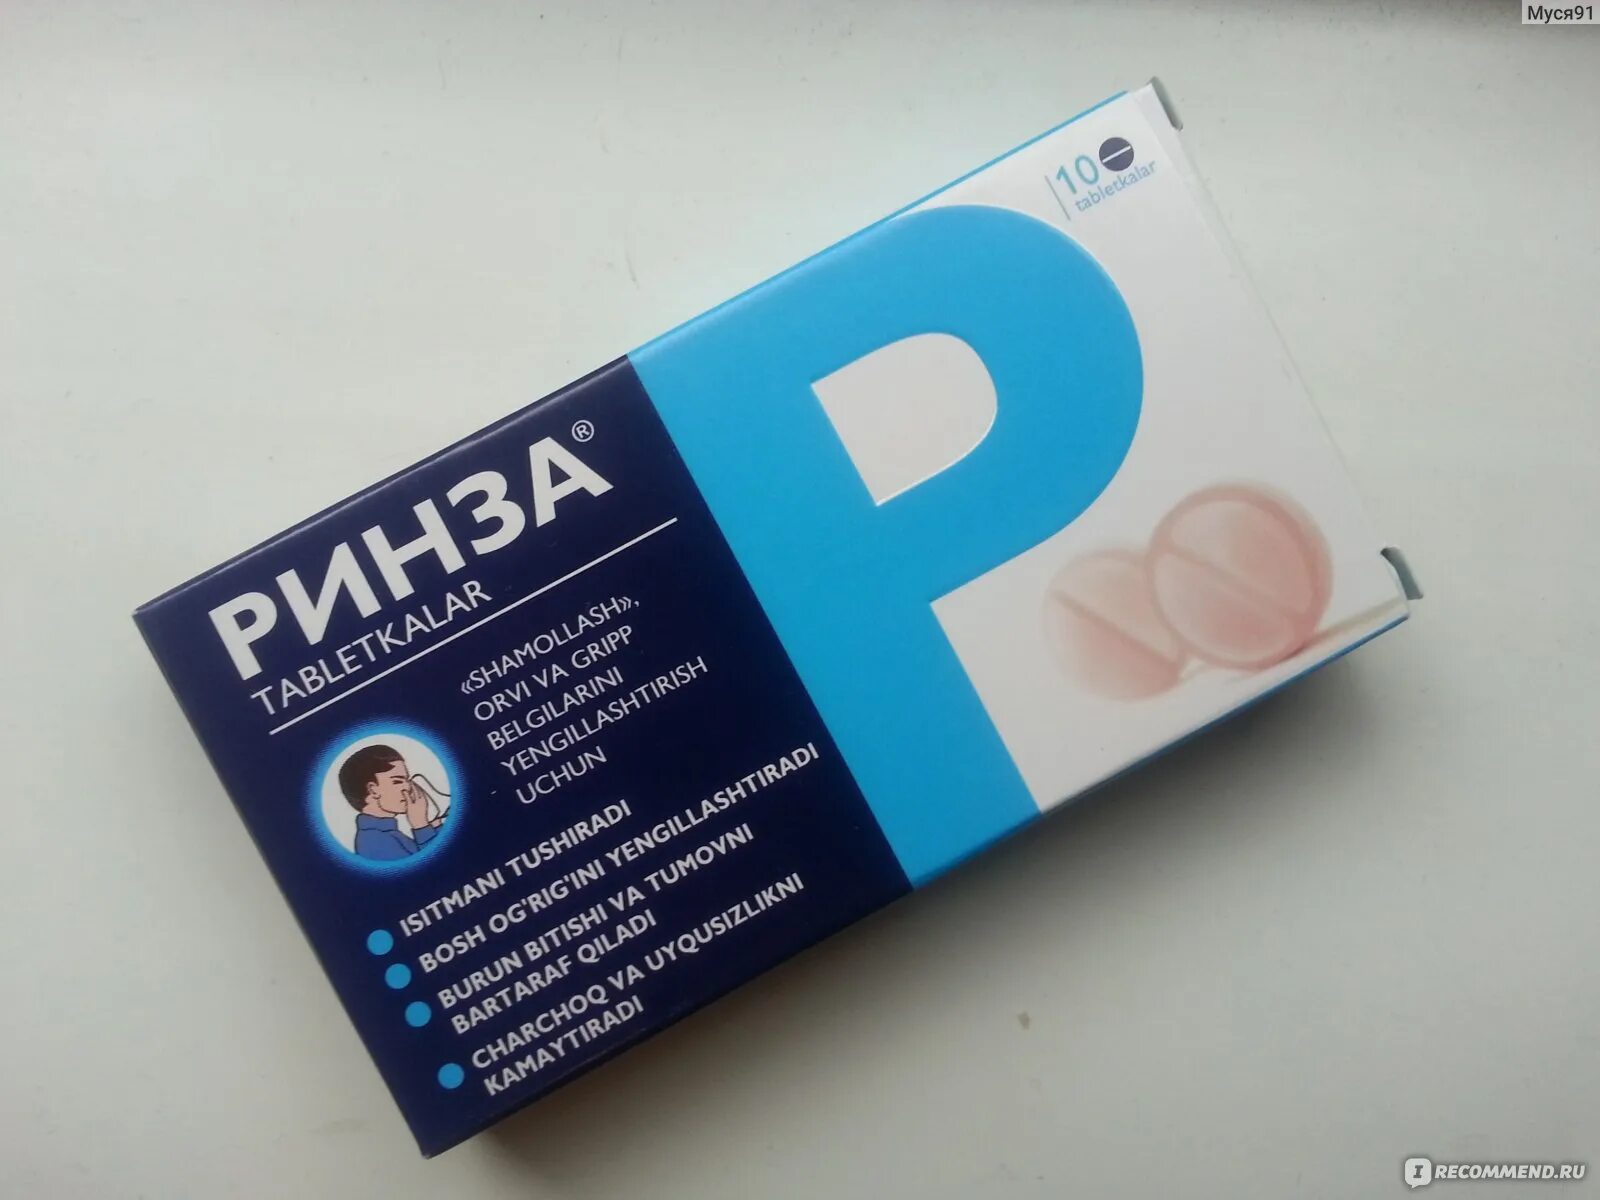 Муся91
10
tabletkalar
РИНЗА®
TABLETKALAR
«SHAMOLLASH»,
ORVI VA GRIPP
BELGILARINI
YENGILLASHTIRISH
UCHUN
ISITMANI TUSHIRADI
BOSH OG'RIG'INI YENGILLASHTIRADI
BURUN BITISHI VA TUMOVNI
BARTARAF QILADI
CHARCHOQ VA UYQUSIZLIKNI
KAMAYTIRADI
Р
IRECOMMEND.RU